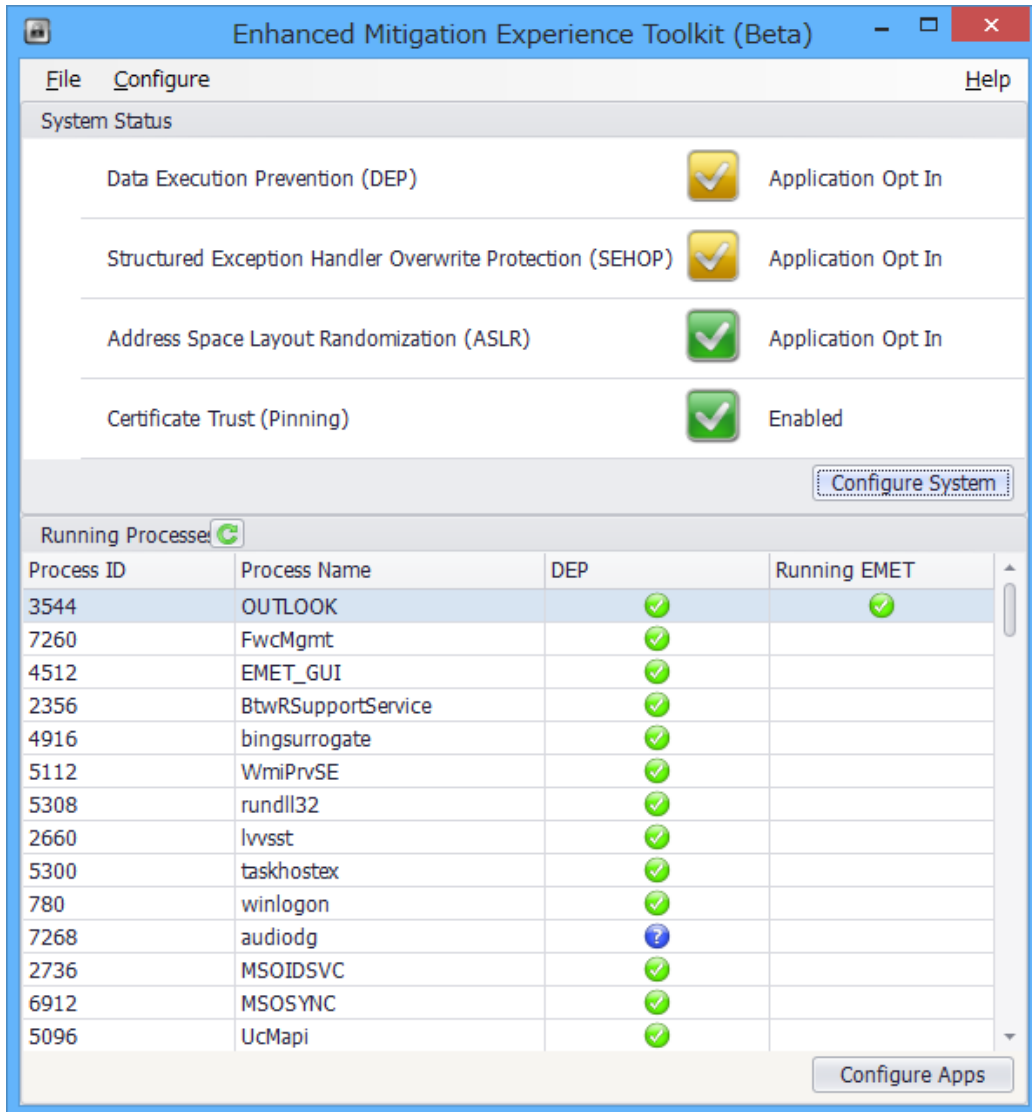 Enhanced Mitigation Experience Toolkit (Beta)
File Configure Help
System Status
Data Execution Prevention (DEP) Application Opt In
Structured Exception Handler Overwrite Protection (SEHOP) Application Opt In
Address Space Layout Randomization (ASLR) Application Opt In
Certificate Trust (Pinning) Enabled
Configure System
Running Processes
Process ID Process Name DEP Running EMET
3544 OUTLOOK
7260 FwcMgmt
4512 EMET_GUI
2356 BtwRSupportService
4916 bingsurrogate
5112 WmiPrvSE
5308 rundll32
2660 lvvsst
5300 taskhostex
780 winlogon
7268 audiodg
2736 MSOIDSVC
6912 MSOSYNC
5096 UcMapi
Configure Apps